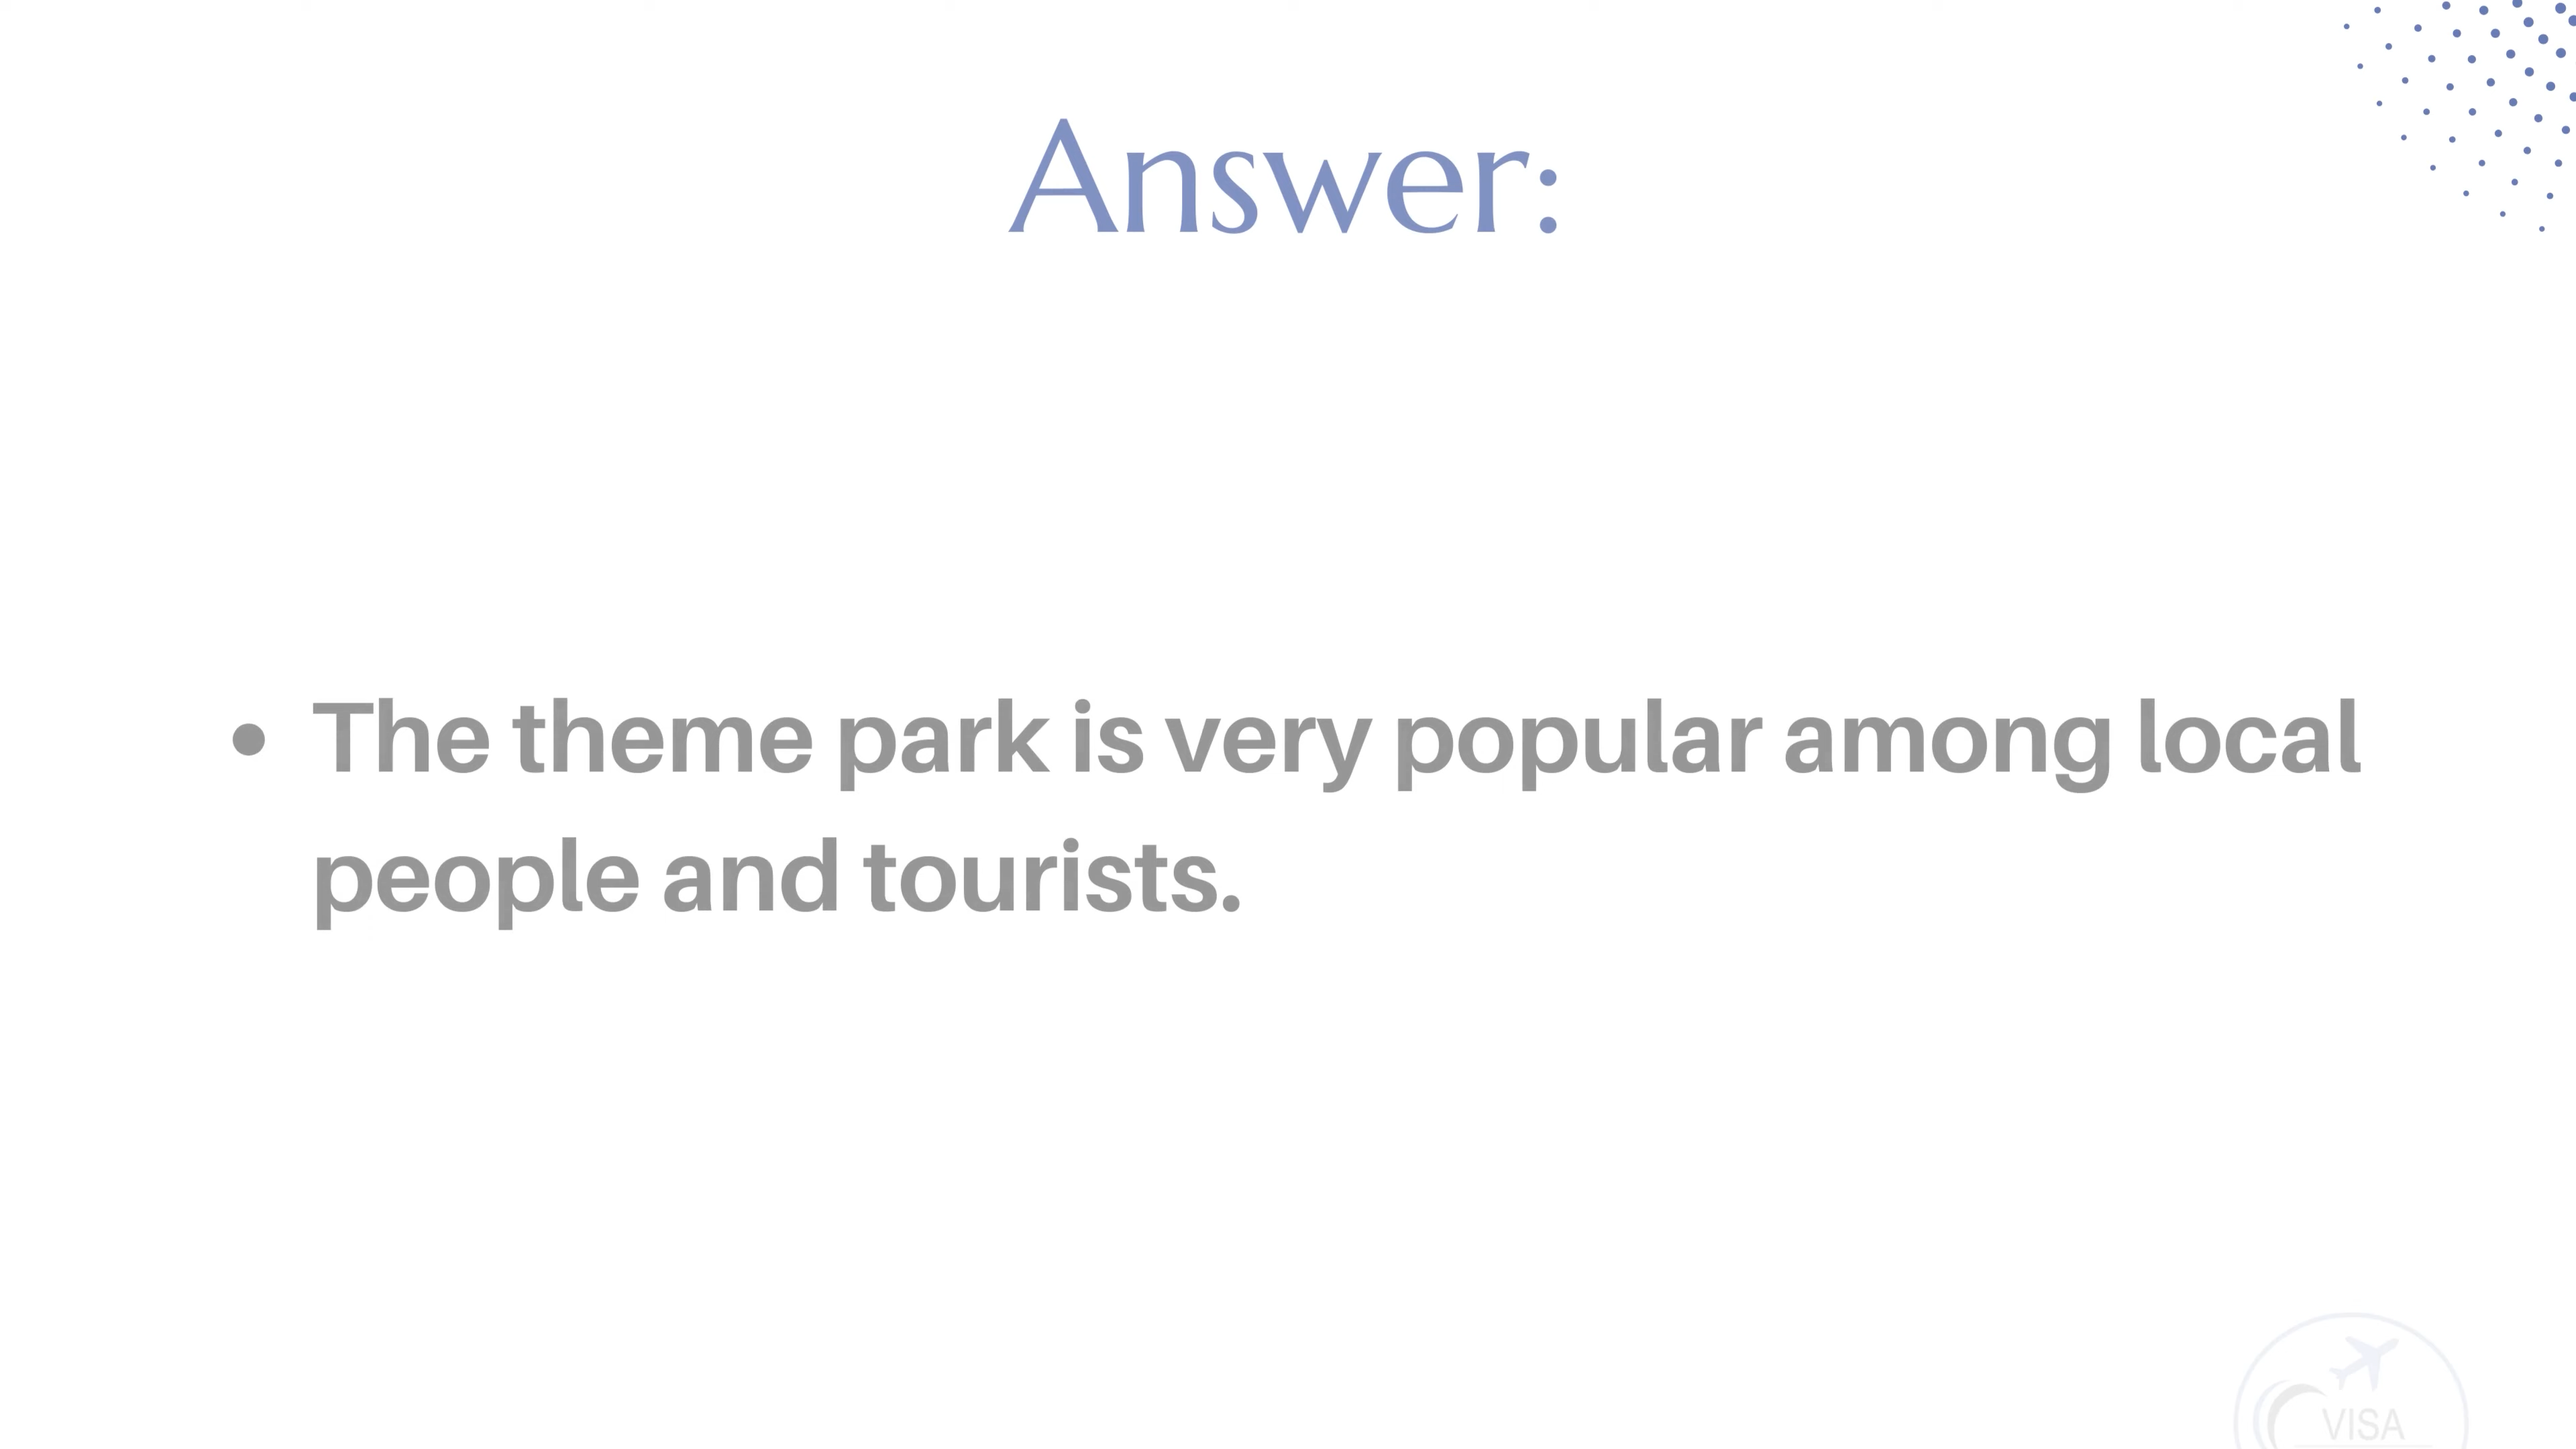 Answer:
• The theme park is very popular among local
people and tourists.
VISA